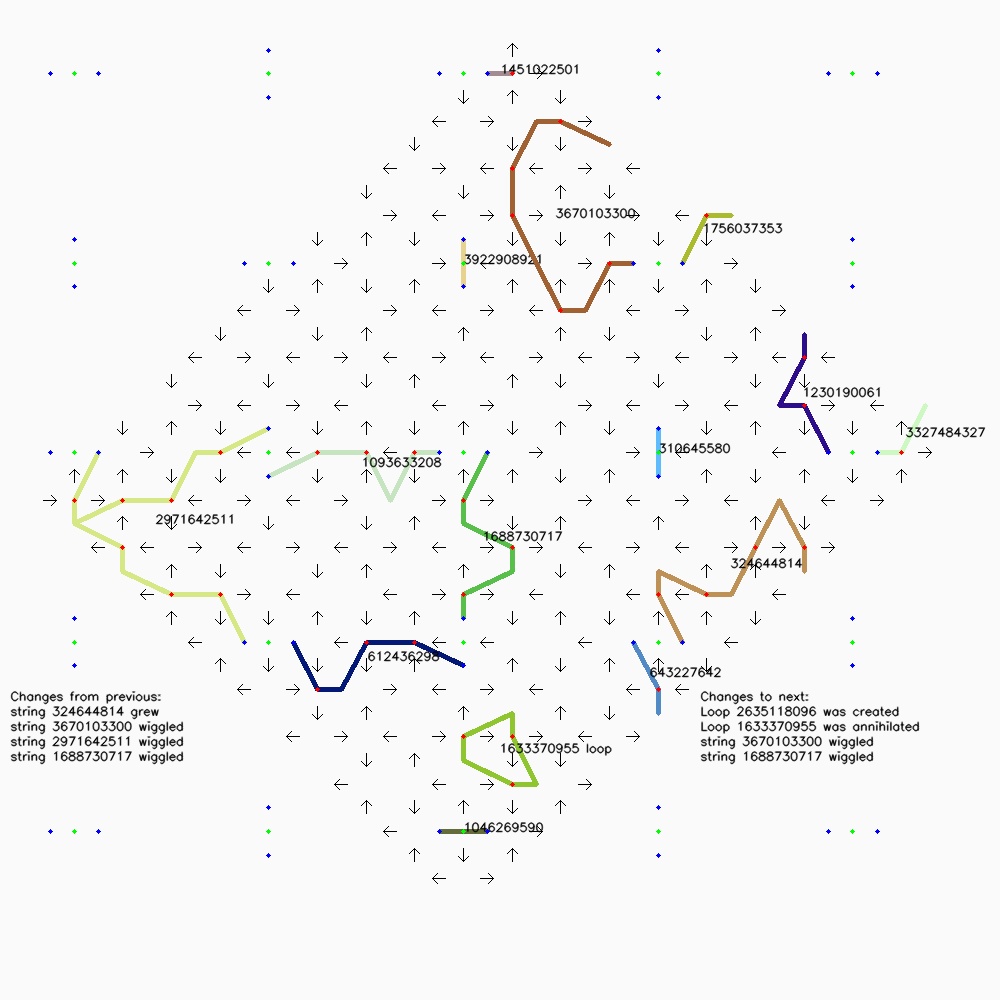 1451022501
3670103300
1756037353
3922908921
1230190061
3327484327
310645580
1093633208
2971642511
1688730717
324644814
612436298
643227642
Changes from previous:
string 324644814 grew
string 3670103300 wiggled
string 2971642511 wiggled
string 1688730717 wiggled
Changes to next:
Loop 2635118096 was created
Loop 1633370955 was annihilated
string 3670103300 wiggled
string 1688730717 wiggled
1633370955 loop
1046269590